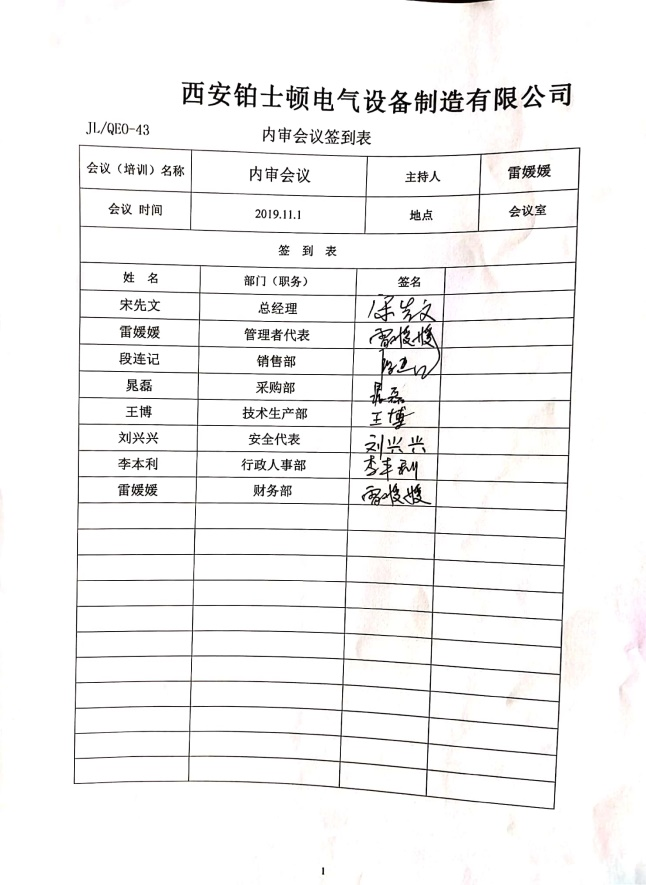 西安铂士顿电气设备制造有限公司
JL/QEO-43
内审会议签到表
会议（培训）名称 内审会议 主持人 雷媛媛
会议 时间 2019.11.1 地点 会议室
签 到 表
姓 名 部门（职务） 签名
宋先文 总经理 宋先文
雷媛媛 管理者代表 雷媛媛
段连记 销售部 段连记
晁磊 采购部 晁磊
王博 技术生产部 王博
刘兴兴 安全代表 刘兴兴
李本利 行政人事部 李本利
雷媛媛 财务部 雷媛媛
1